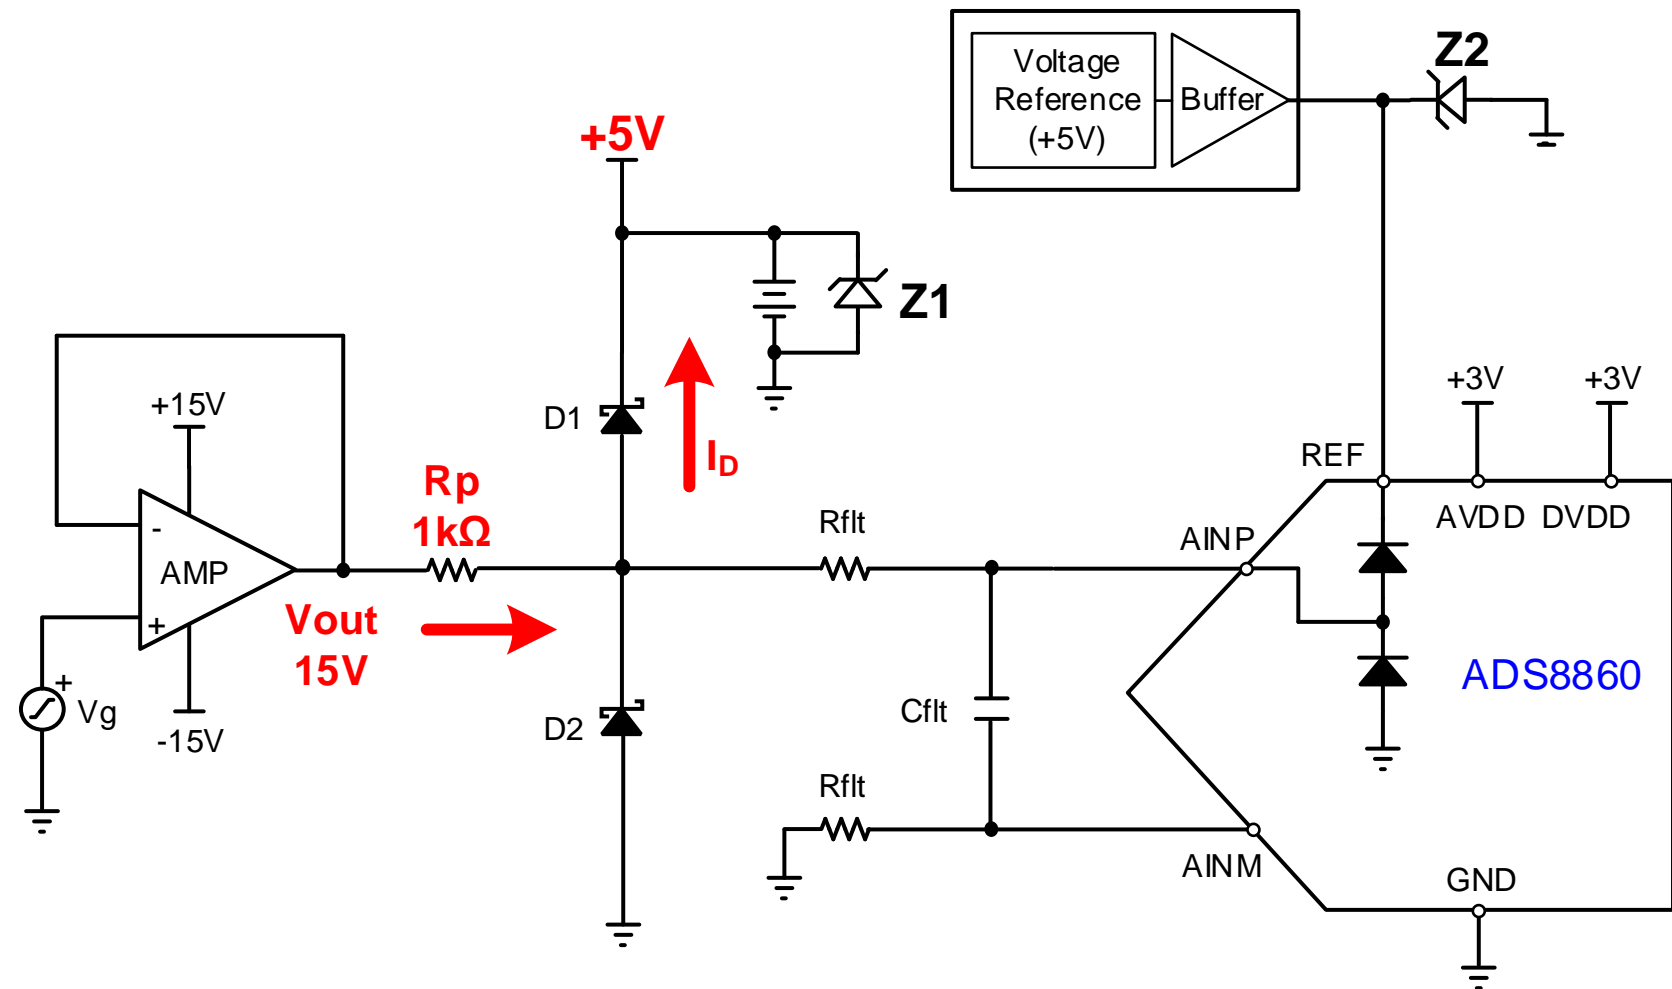 Voltage
Reference
(+5V)
Buffer
Z2
+5V
Z1
+15V
D1
I_D
+3V
+3V
REF
Rp
1kΩ
Rflt
AVDD
DVDD
AINP
-
AMP
+
Vout
15V
ADS8860
+
Vg
-15V
D2
Cflt
Rflt
AINM
GND